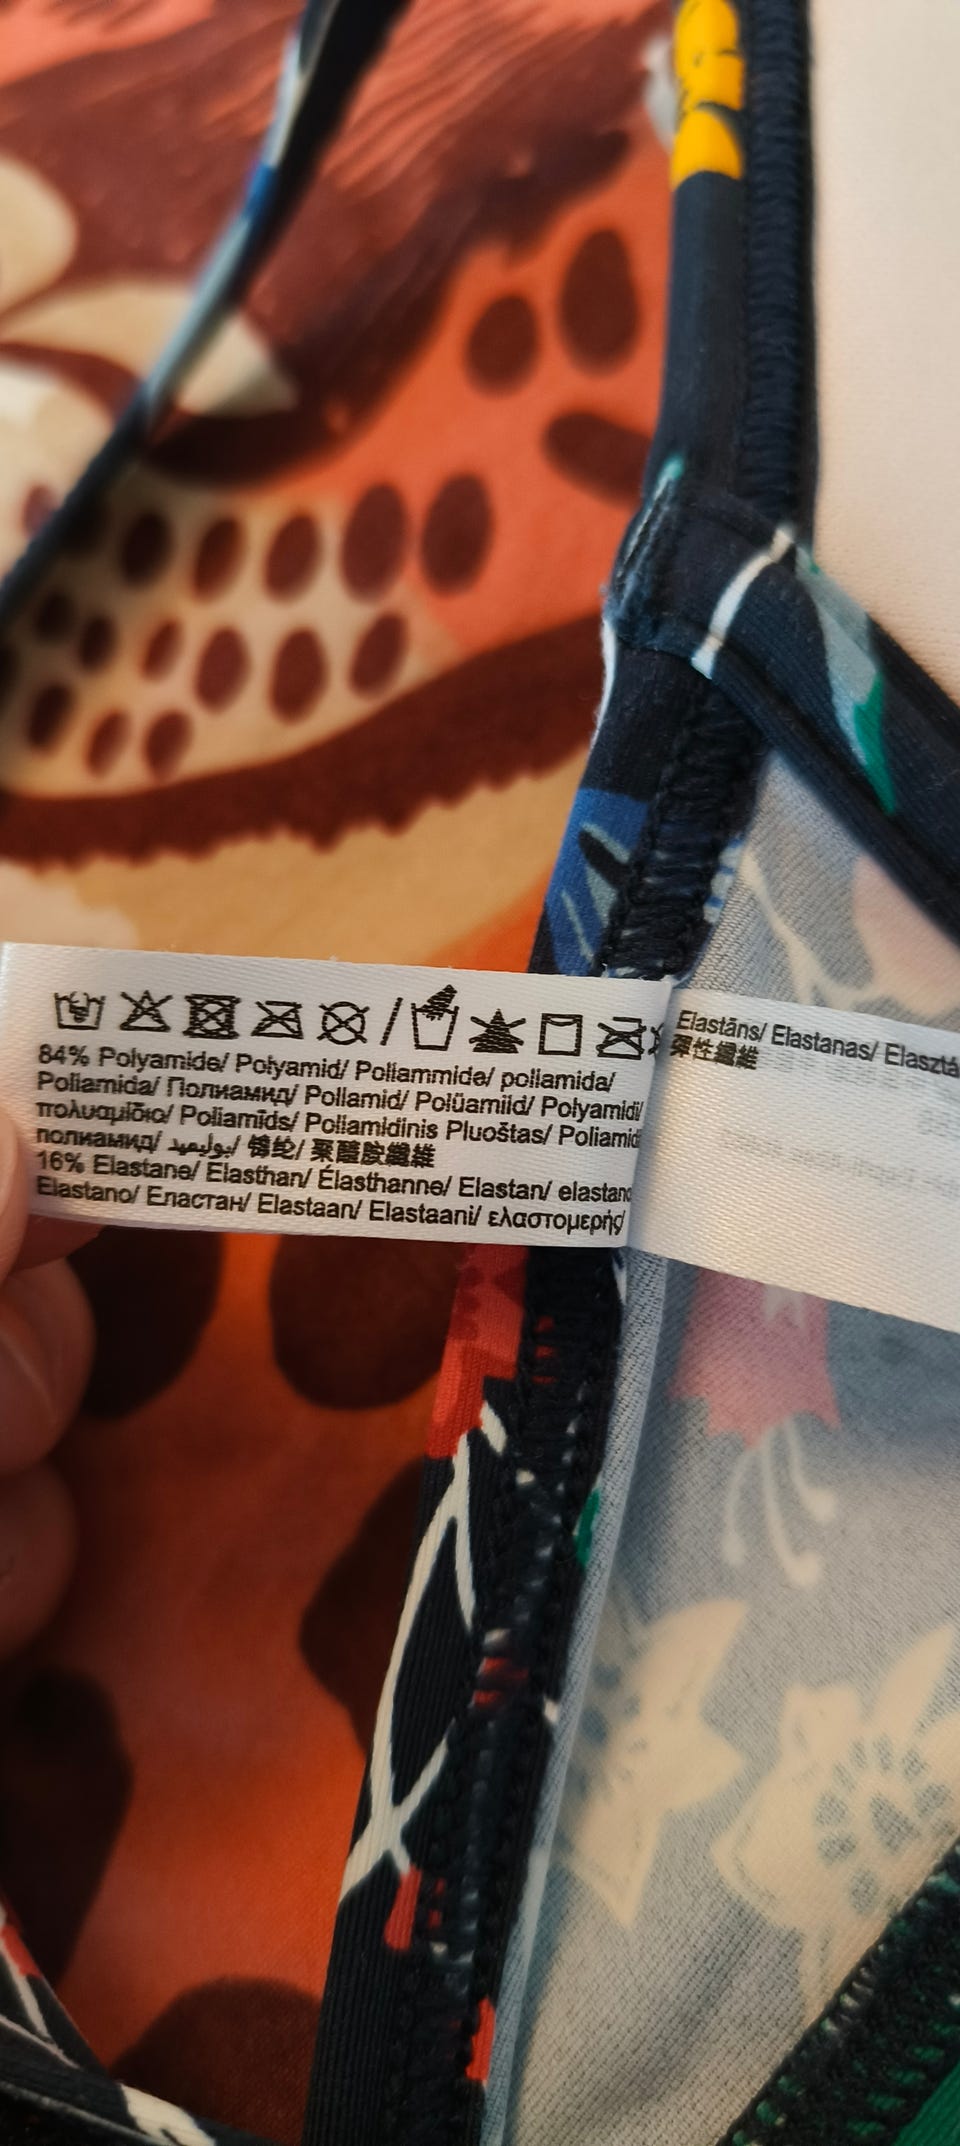 84% Polyamide/ Polyamid/ Poliammide/ poliamida/
Poliamida/ Полиамид/ Poliamid/ Polüamiid/ Polyamidi/
πολυαμίδιο/ Poliamīds/ Poliamidinis Pluoštas/ Poliamid
полиамид/ بوليميد/ 锦纶/ 聚醯胺纖維
16% Elastane/ Elasthan/ Élasthanne/ Elastan/ elastano
Elastano/ Еластан/ Elastaan/ Elastaani/ ελαστομερής/
Elastāns/ Elastanas/ Elasztá
彈性纖維